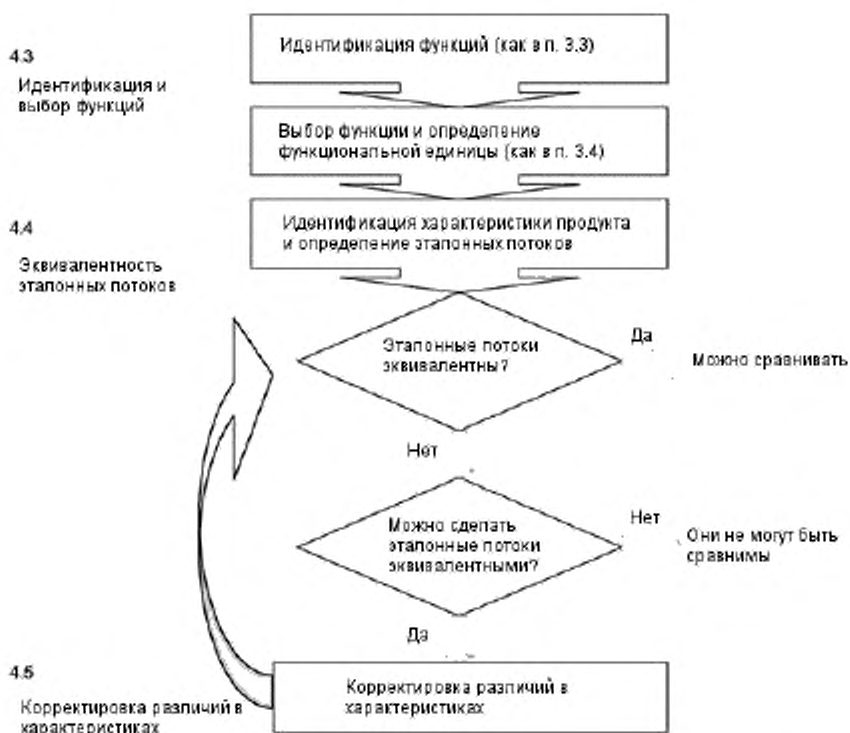 4.3
Идентификация и
выбор функций
Идентификация функций (как в п. 3.3)
Выбор функции и определение
функциональной единицы (как в п. 3.4)
4.4
Эквивалентность
эталонных потоков
Идентификация характеристики продукта
и определение эталонных потоков
Эталонные потоки
эквивалентны?
Да
Можно сравнивать
Нет
Можно сделать
эталонные потоки
эквивалентными?
Нет
Они не могут быть
сравнимы
Да
4.5
Корректировка различий в
характеристиках
Корректировка различий в
характеристиках